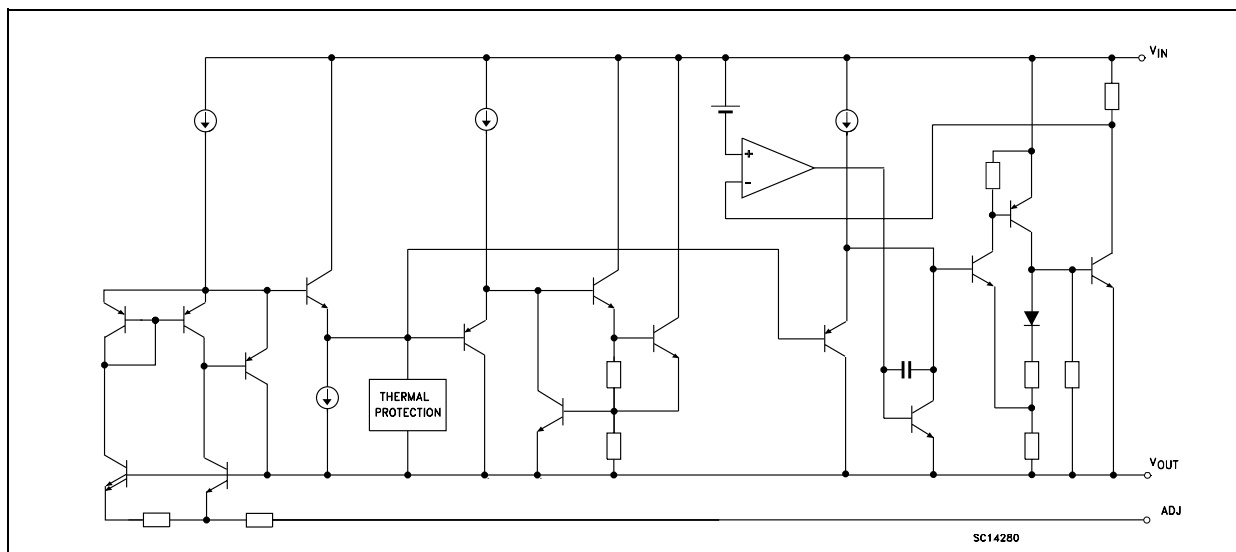 VIN
+
−
THERMAL
PROTECTION
VOUT
ADJ
SC14280